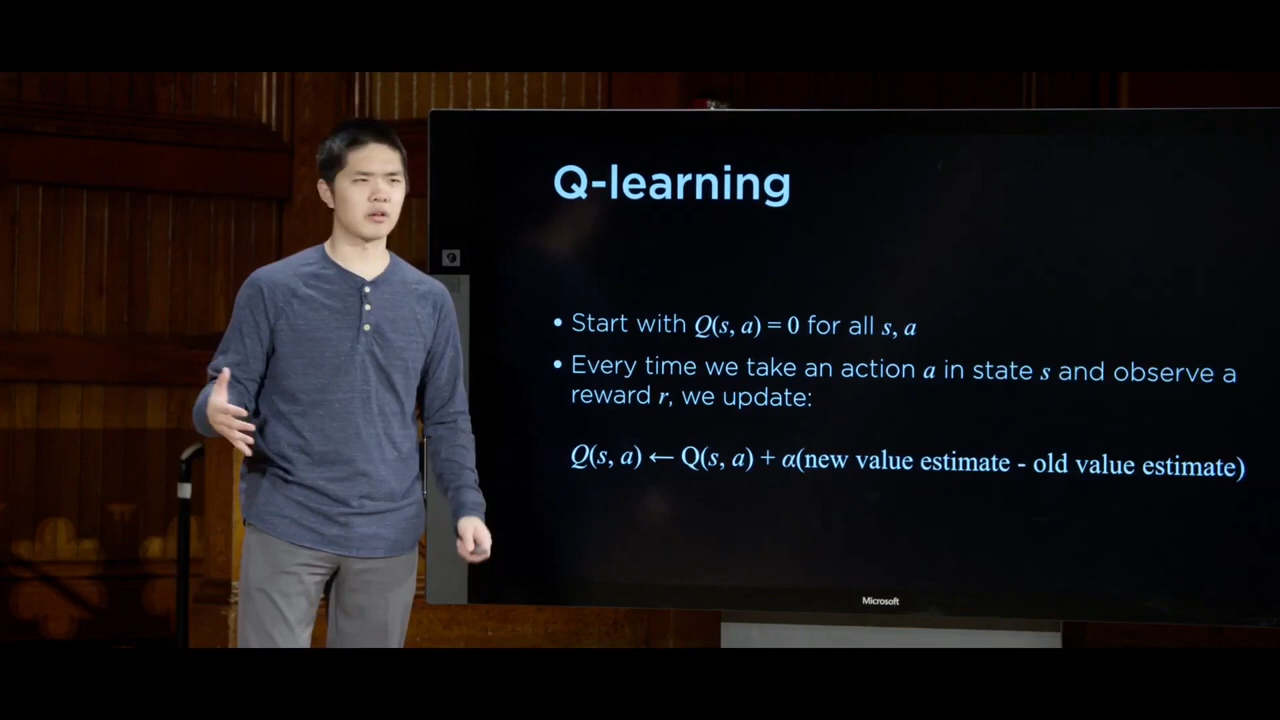 Q-learning
• Start with Q(s, a) = 0 for all s, a
• Every time we take an action a in state s and observe a
reward r, we update:
Q(s, a) ← Q(s, a) + α(new value estimate - old value estimate)
Microsoft